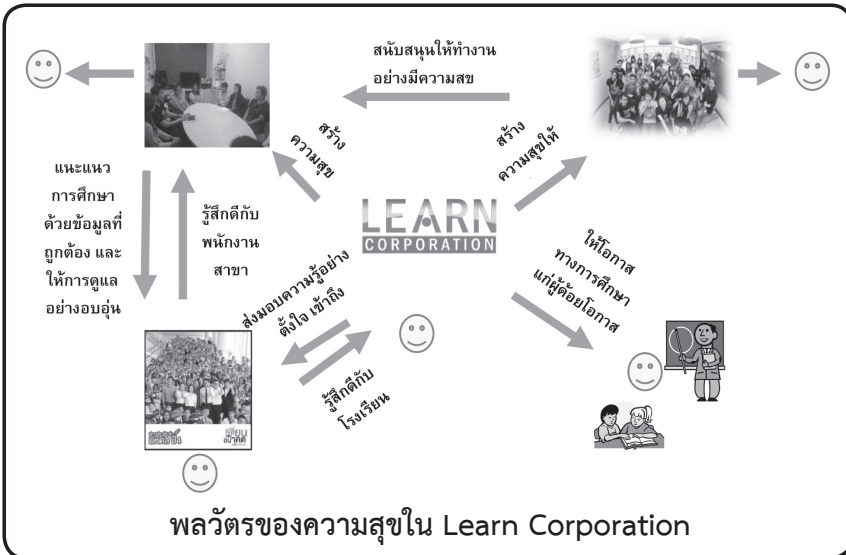 สนับสนุนให้ทำงาน
อย่างมีความสข
สร้าง
ความสุข
สร้าง
ความสุขให้
แนะแนว
การศึกษา
ด้วยข้อมูลที่
ถูกต้อง และ
ให้การดูแล
อย่างอบอุ่น
รู้สึกดีกับ
พนักงาน
สาขา
LEARN
CORPORATION
ให้โอกาส
ทางการศึกษา
แก่ผู้ด้อยโอกาส
ส่งมอบความรู้อย่าง
ตั้งใจ เข้าถึง
รู้สึกดีกับ
โรงเรียน
พลวัตรของความสุขใน Learn Corporation